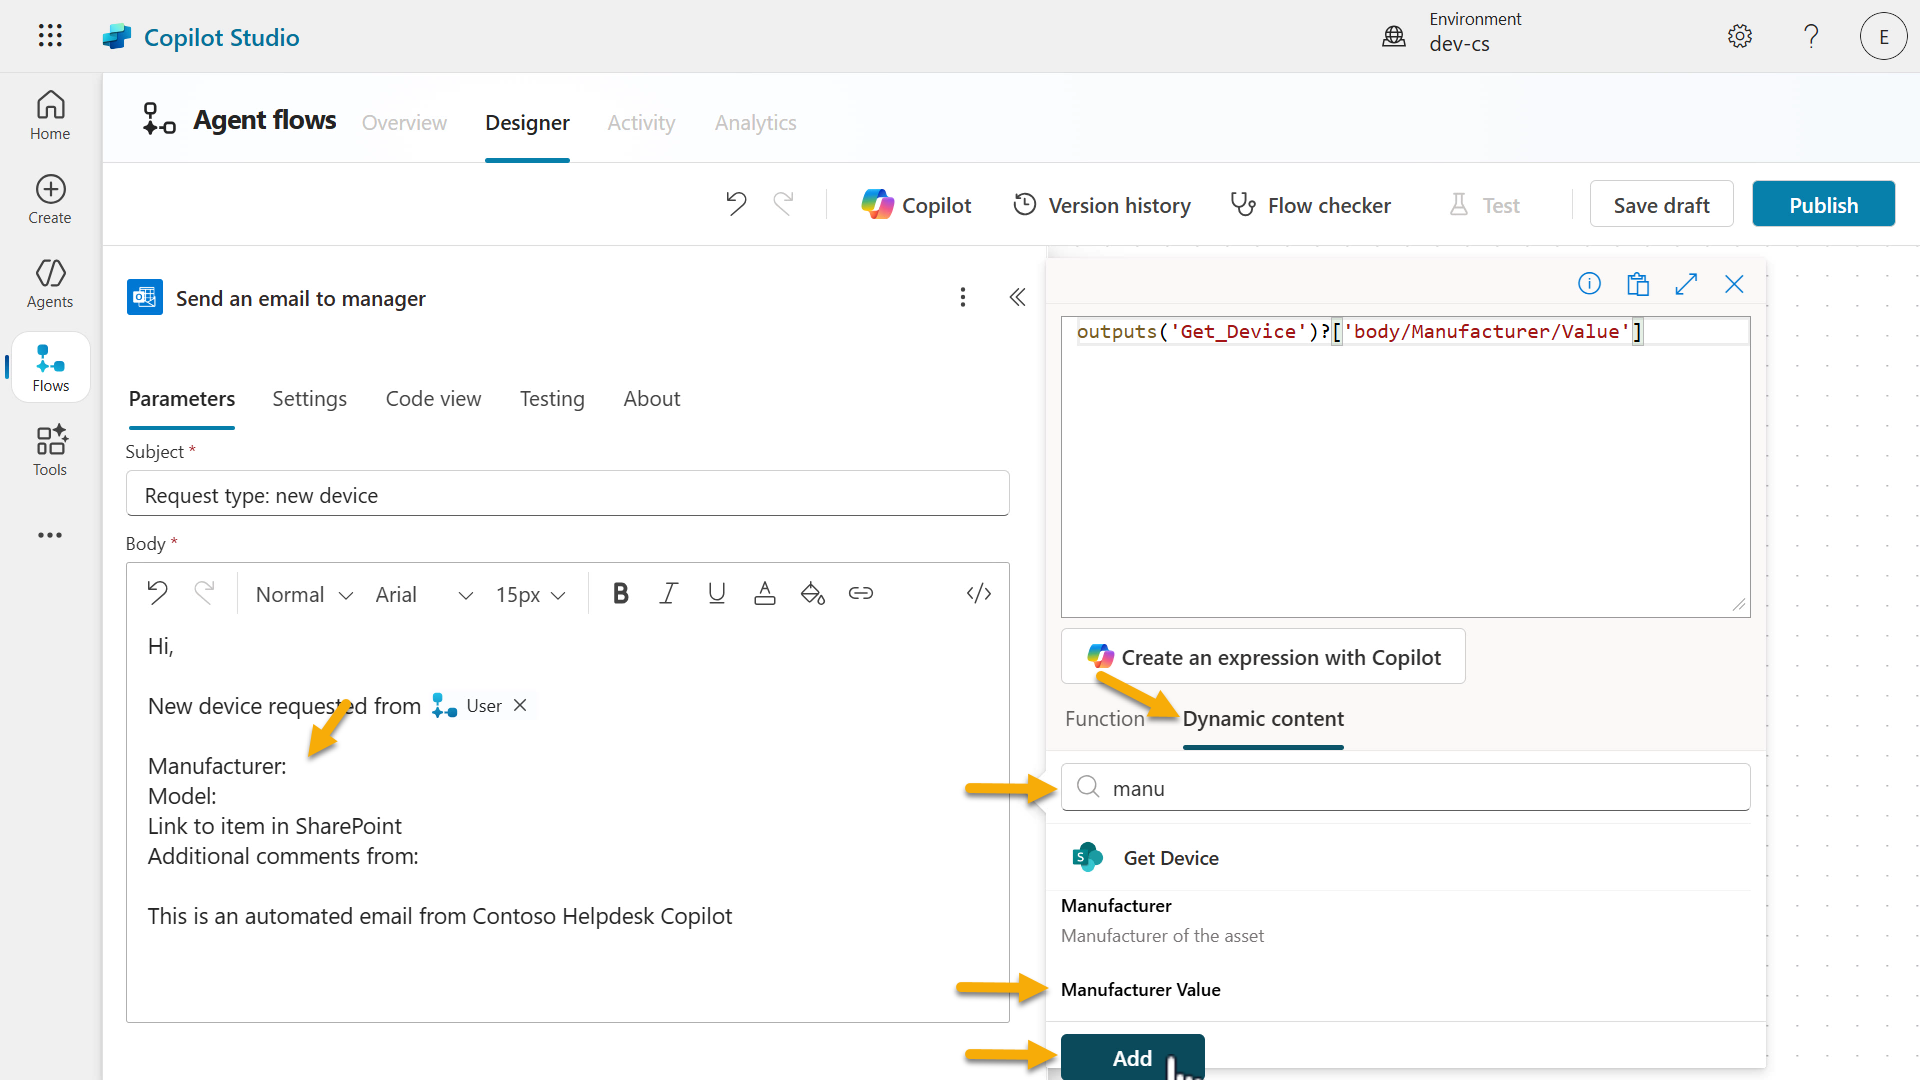 Copilot Studio
Environment
dev-cs
E
Home
Create
Agents
Flows
Tools
Agent flows Overview Designer Activity Analytics
Copilot Version history Flow checker Test Save draft Publish
Send an email to manager
Parameters Settings Code view Testing About
Subject *
Request type: new device
Body *
Normal Arial 15px B I U A </>
Hi,
New device requested from User
Manufacturer:
Model:
Link to item in SharePoint
Additional comments from:
This is an automated email from Contoso Helpdesk Copilot
outputs('Get_Device')?['body/Manufacturer/Value']
Create an expression with Copilot
Function Dynamic content
manu
S Get Device
Manufacturer
Manufacturer of the asset
Manufacturer Value
Add